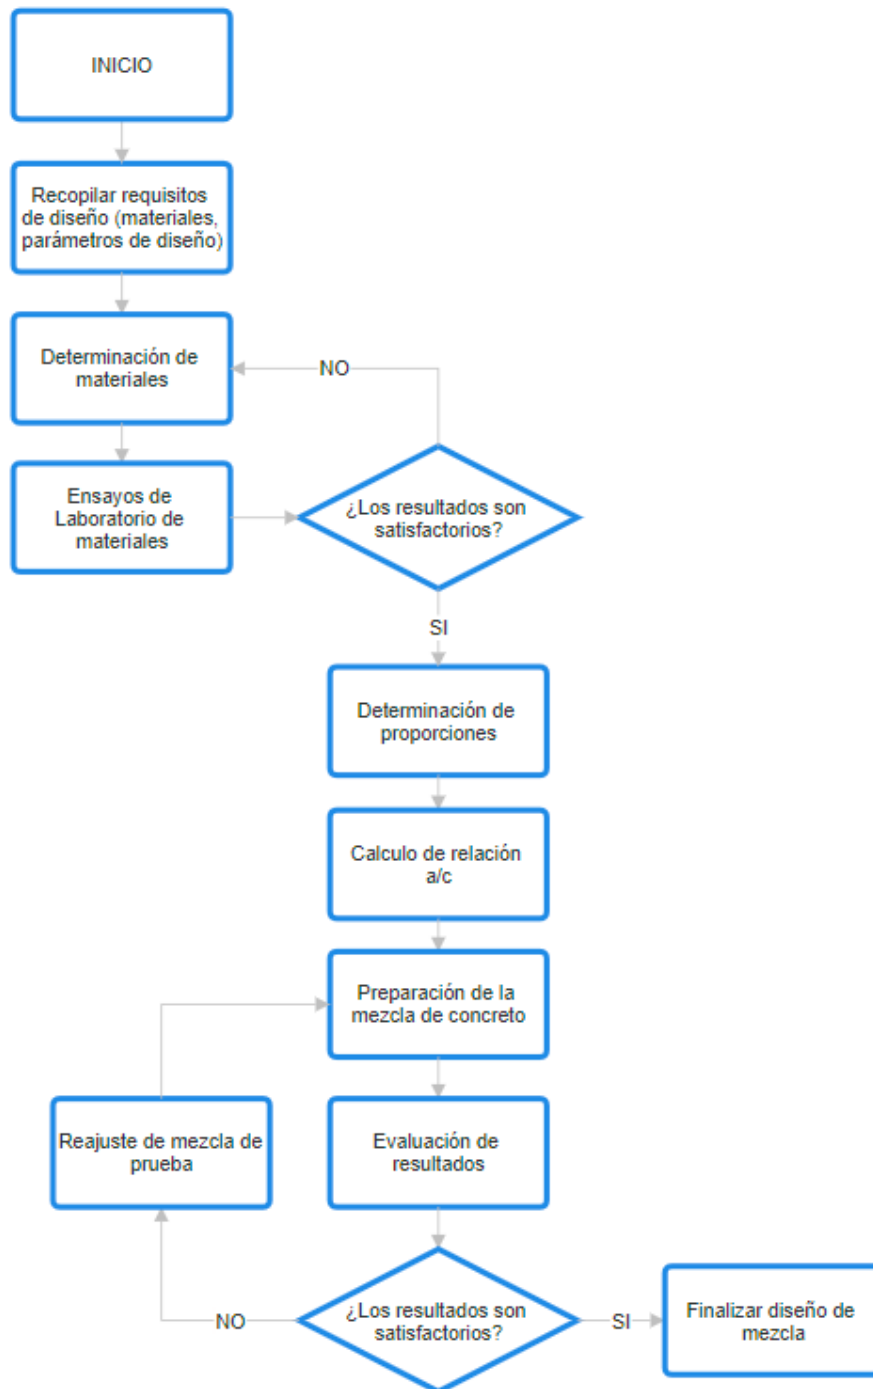 INICIO
Recopilar requisitos
de diseño (materiales,
parámetros de diseño)
Determinación de
materiales
NO
Ensayos de
Laboratorio de
materiales
¿Los resultados son
satisfactorios?
SI
Determinación de
proporciones
Calculo de relación
a/c
Preparación de la
mezcla de concreto
Reajuste de mezcla de
prueba
Evaluación de
resultados
¿Los resultados son
satisfactorios?
NO
SI
Finalizar diseño de
mezcla